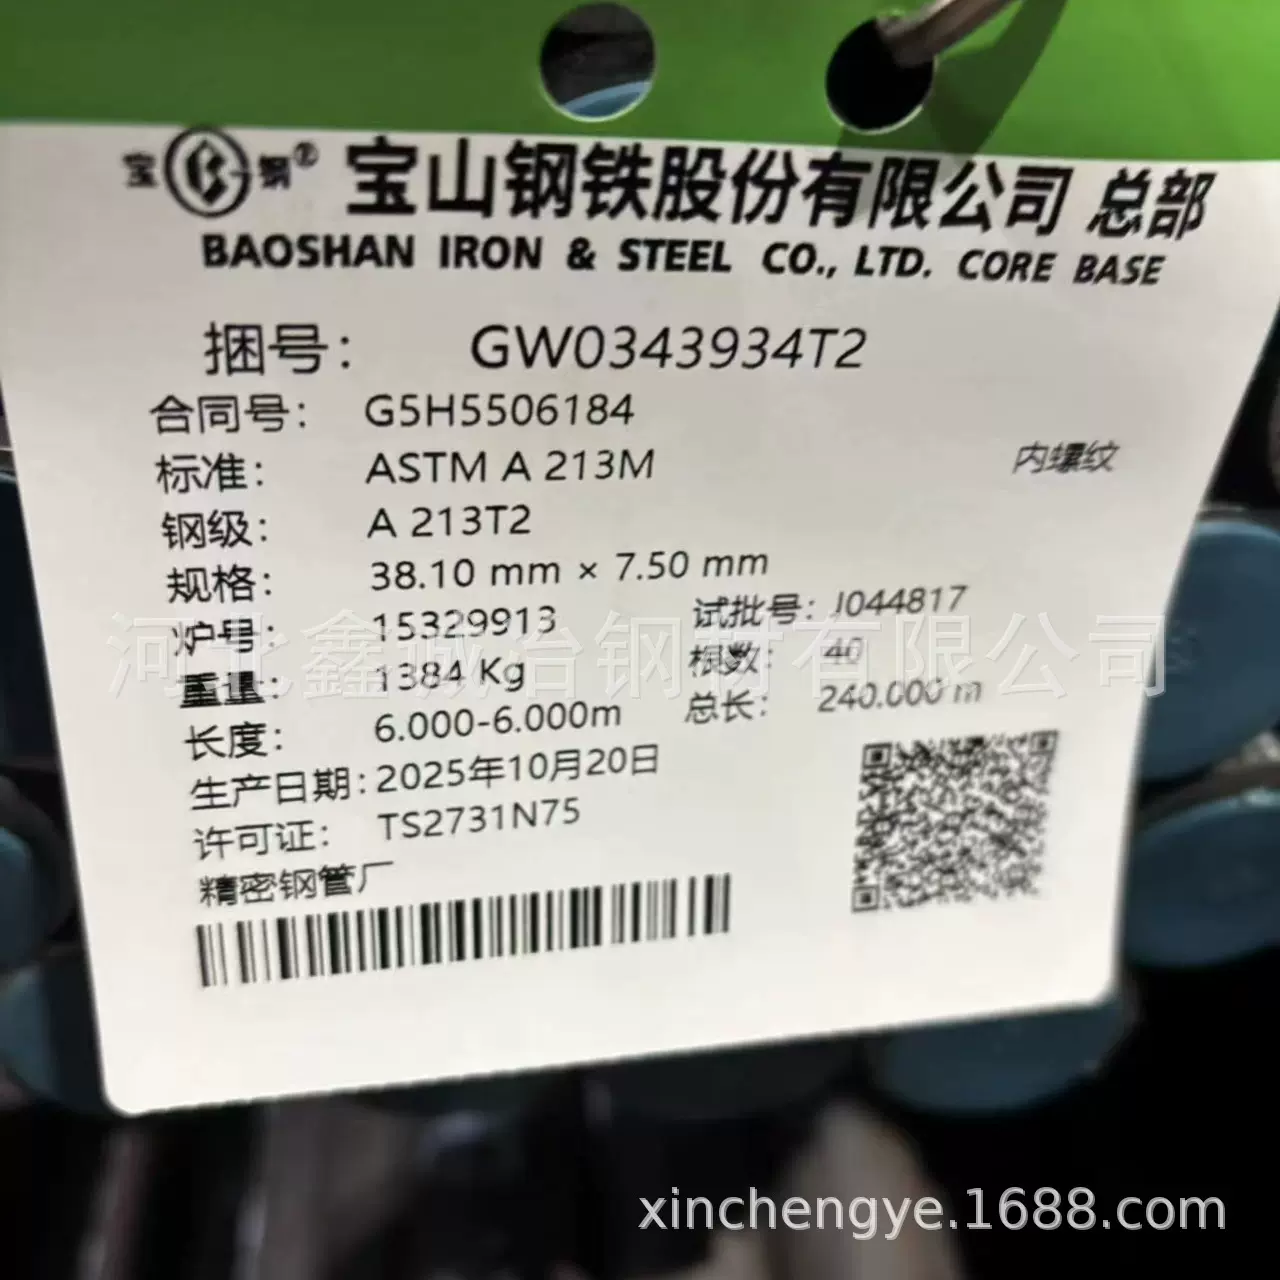 宝钢® 宝山钢铁股份有限公司 总部
BAOSHAN IRON & STEEL CO., LTD. CORE BASE
捆号: GW0343934T2
合同号: G5H5506184
标准: ASTM A 213M 内螺纹
钢级: A 213T2
规格: 38.10 mm × 7.50 mm
炉号: 15329913 试批号: J044817
河北鑫诚冶钢材有限公司
重量: 1384 Kg 根数: 40
长度: 6.000-6.000m 总长: 240.000 m
生产日期: 2025年10月20日
许可证: TS2731N75
精密钢管厂
xinchengye.1688.com